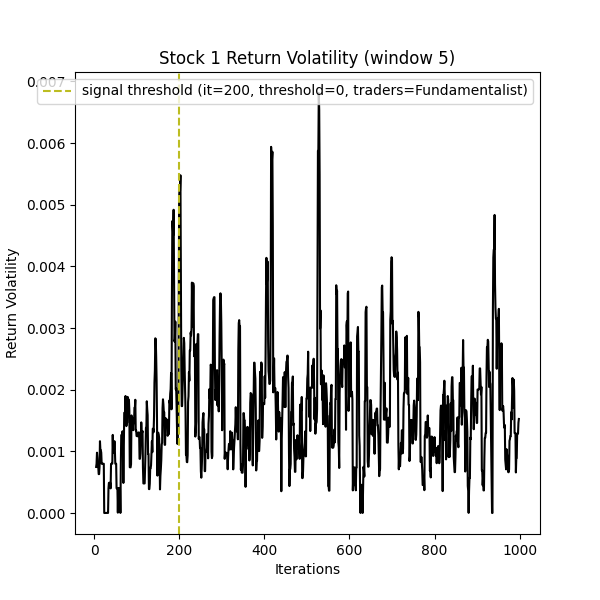 Stock 1 Return Volatility (window 5)
0.007
signal threshold (it=200, threshold=0, traders=Fundamentalist)
0.006
0.005
0.004
0.003
0.002
0.001
0.000
Return Volatility
0 200 400 600 800 1000
Iterations